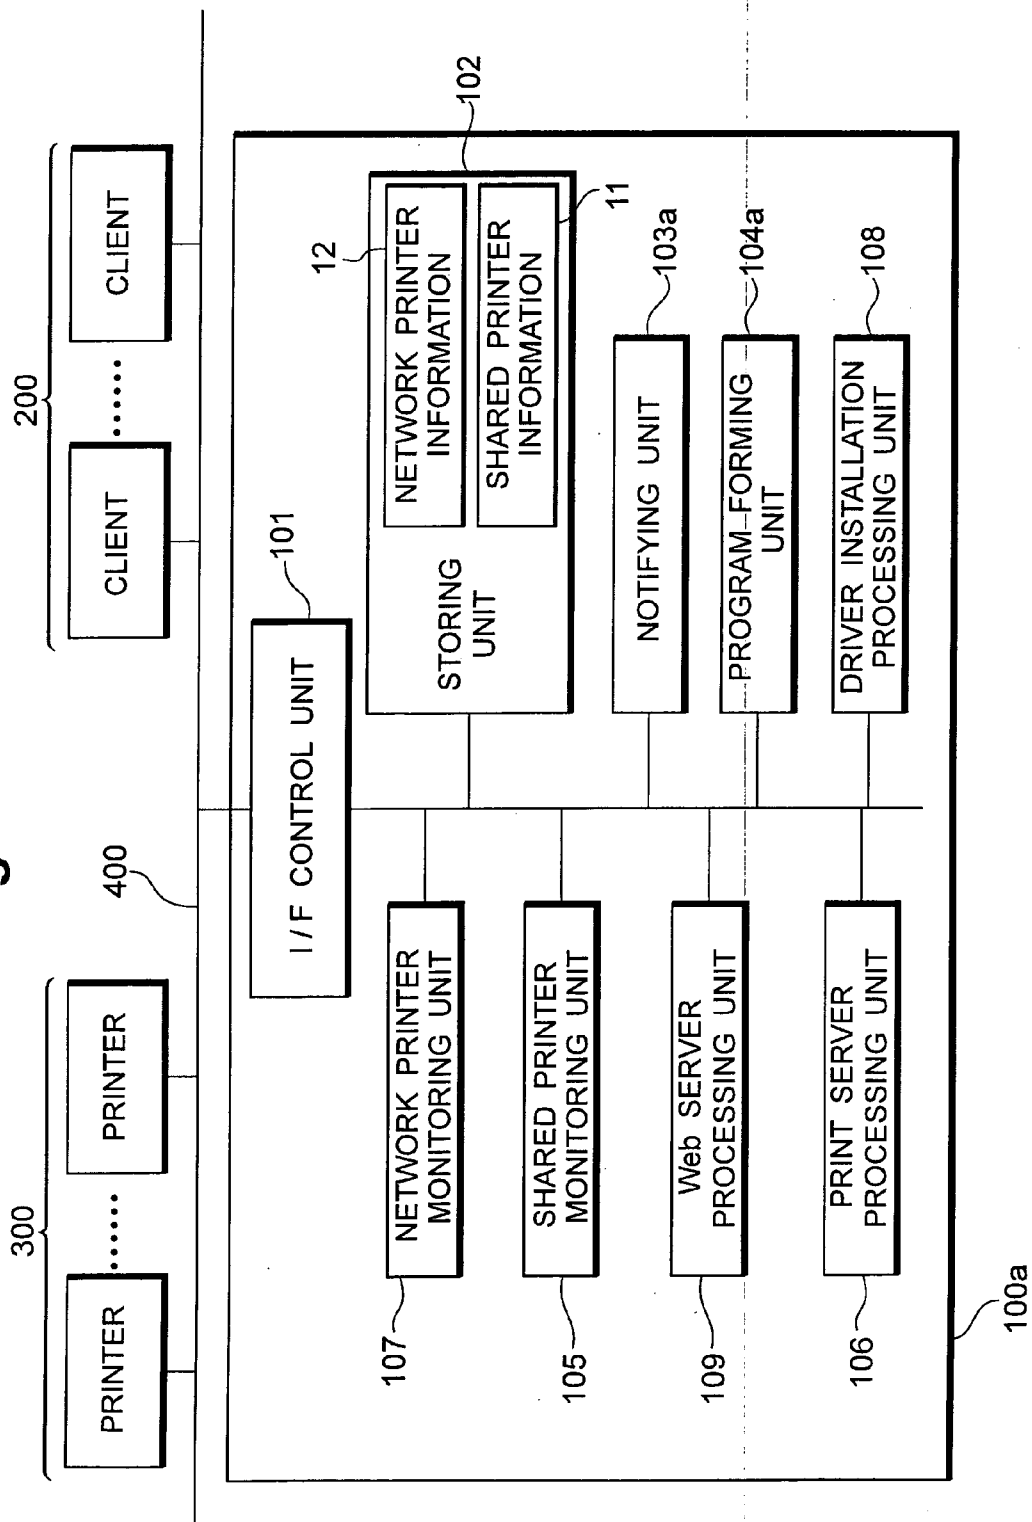 300
PRINTER
......
PRINTER
400
200
CLIENT
......
CLIENT
I/F CONTROL UNIT
101
107
NETWORK PRINTER
MONITORING UNIT
105
SHARED PRINTER
MONITORING UNIT
109
Web SERVER
PROCESSING UNIT
106
PRINT SERVER
PROCESSING UNIT
STORING
UNIT
12
NETWORK PRINTER
INFORMATION
SHARED PRINTER
INFORMATION
11
102
NOTIFYING UNIT
103a
PROGRAM-FORMING
UNIT
104a
DRIVER INSTALLATION
PROCESSING UNIT
108
100a